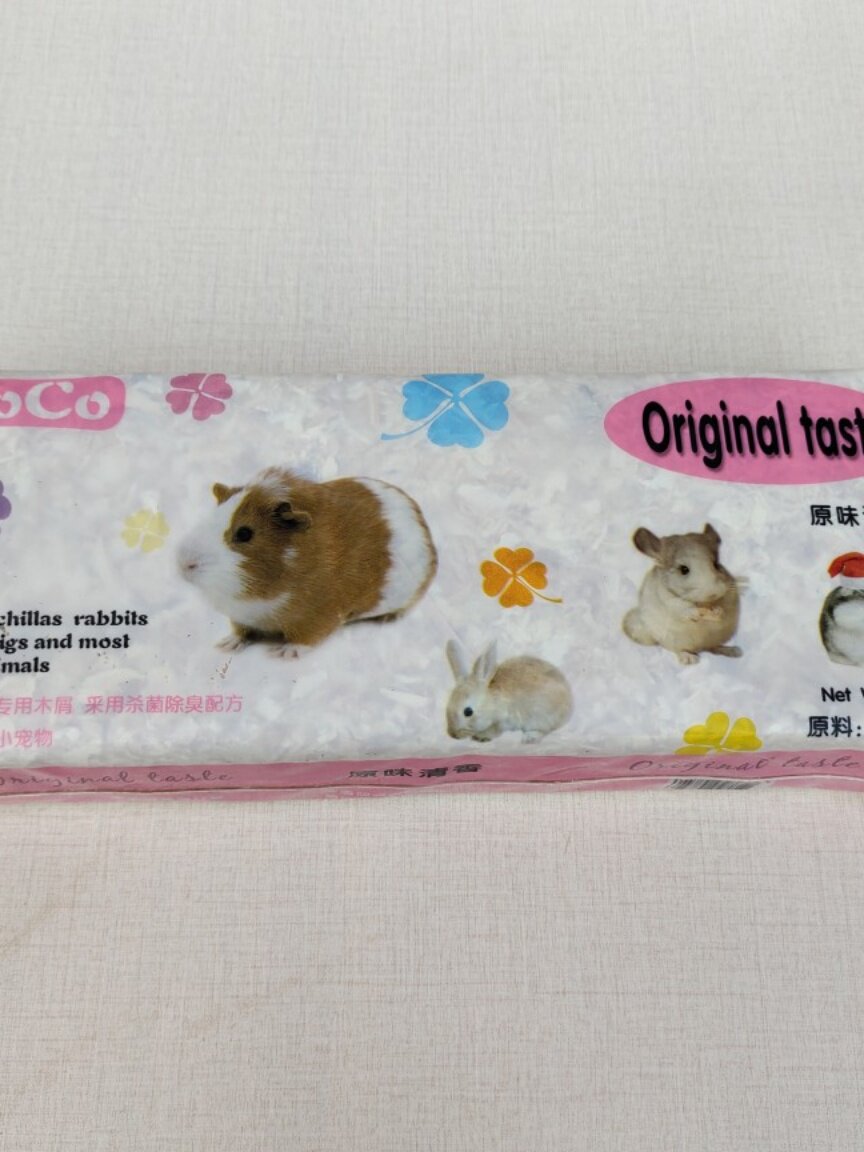 oCo
Original tast
原味
chillas rabbits
igs and most
mals
专用木屑 采用杀菌除臭配方
小宠物
Net
原料:
Original taste
原味清香
Original taste